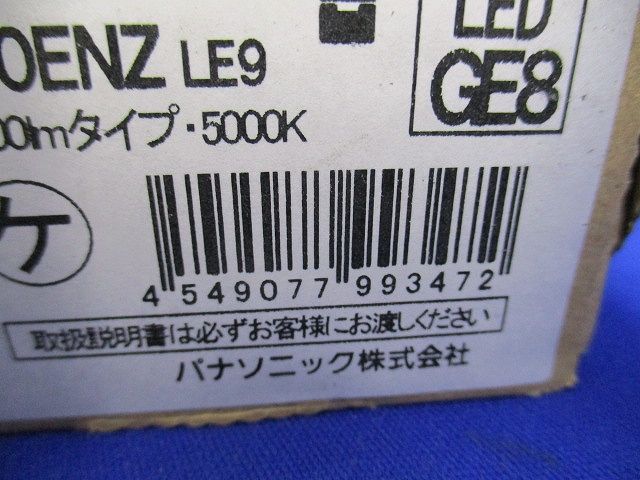 0ENZ LE9
LED
GE8
00lmタイプ・5000K
ケ
4 549077 993472
取扱説明書は必ずお客様にお渡しください
パナソニック株式会社